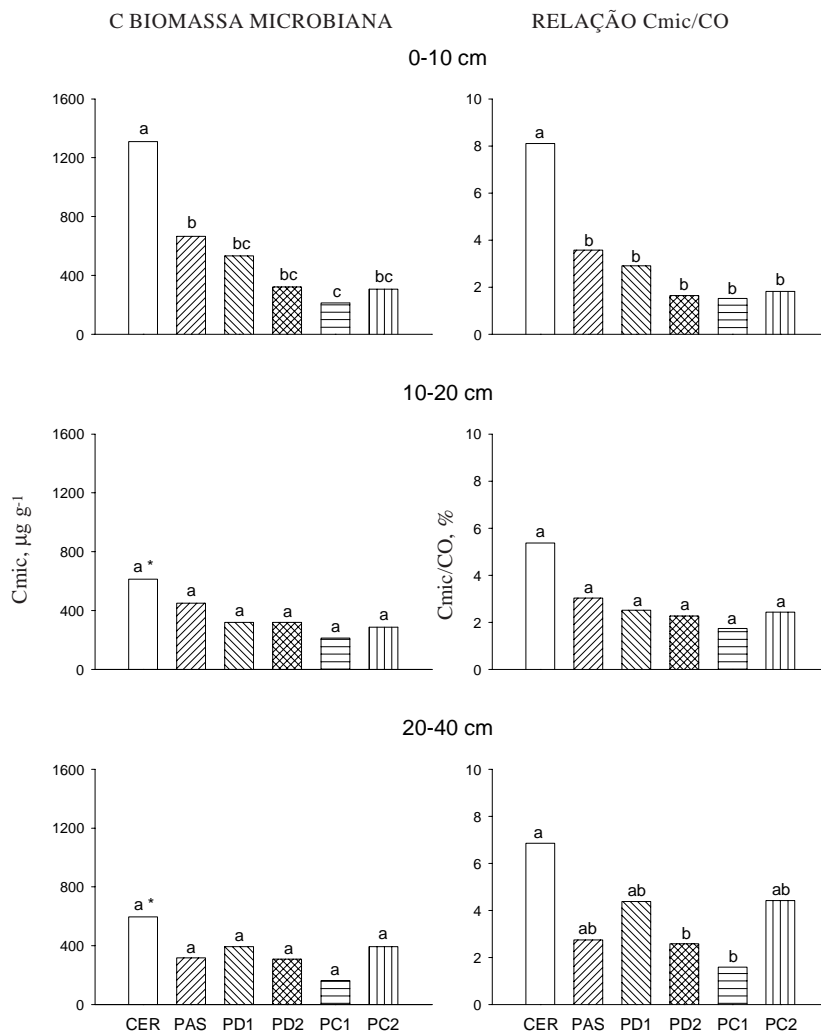 C BIOMASSA MICROBIANA
RELAÇÃO Cmic/CO
0-10 cm
1600
1200
800
400
0
a
b
bc
bc
c
bc
10
8
6
4
2
0
a
b
b
b
b
b
10-20 cm
Cmic, µg g-1
1600
1200
800
400
0
a *
a
a
a
a
a
Cmic/CO, %
10
8
6
4
2
0
a
a
a
a
a
a
20-40 cm
1600
1200
800
400
0
a *
a
a
a
a
a
CER PAS PD1 PD2 PC1 PC2
10
8
6
4
2
0
a
ab
ab
b
b
ab
CER PAS PD1 PD2 PC1 PC2